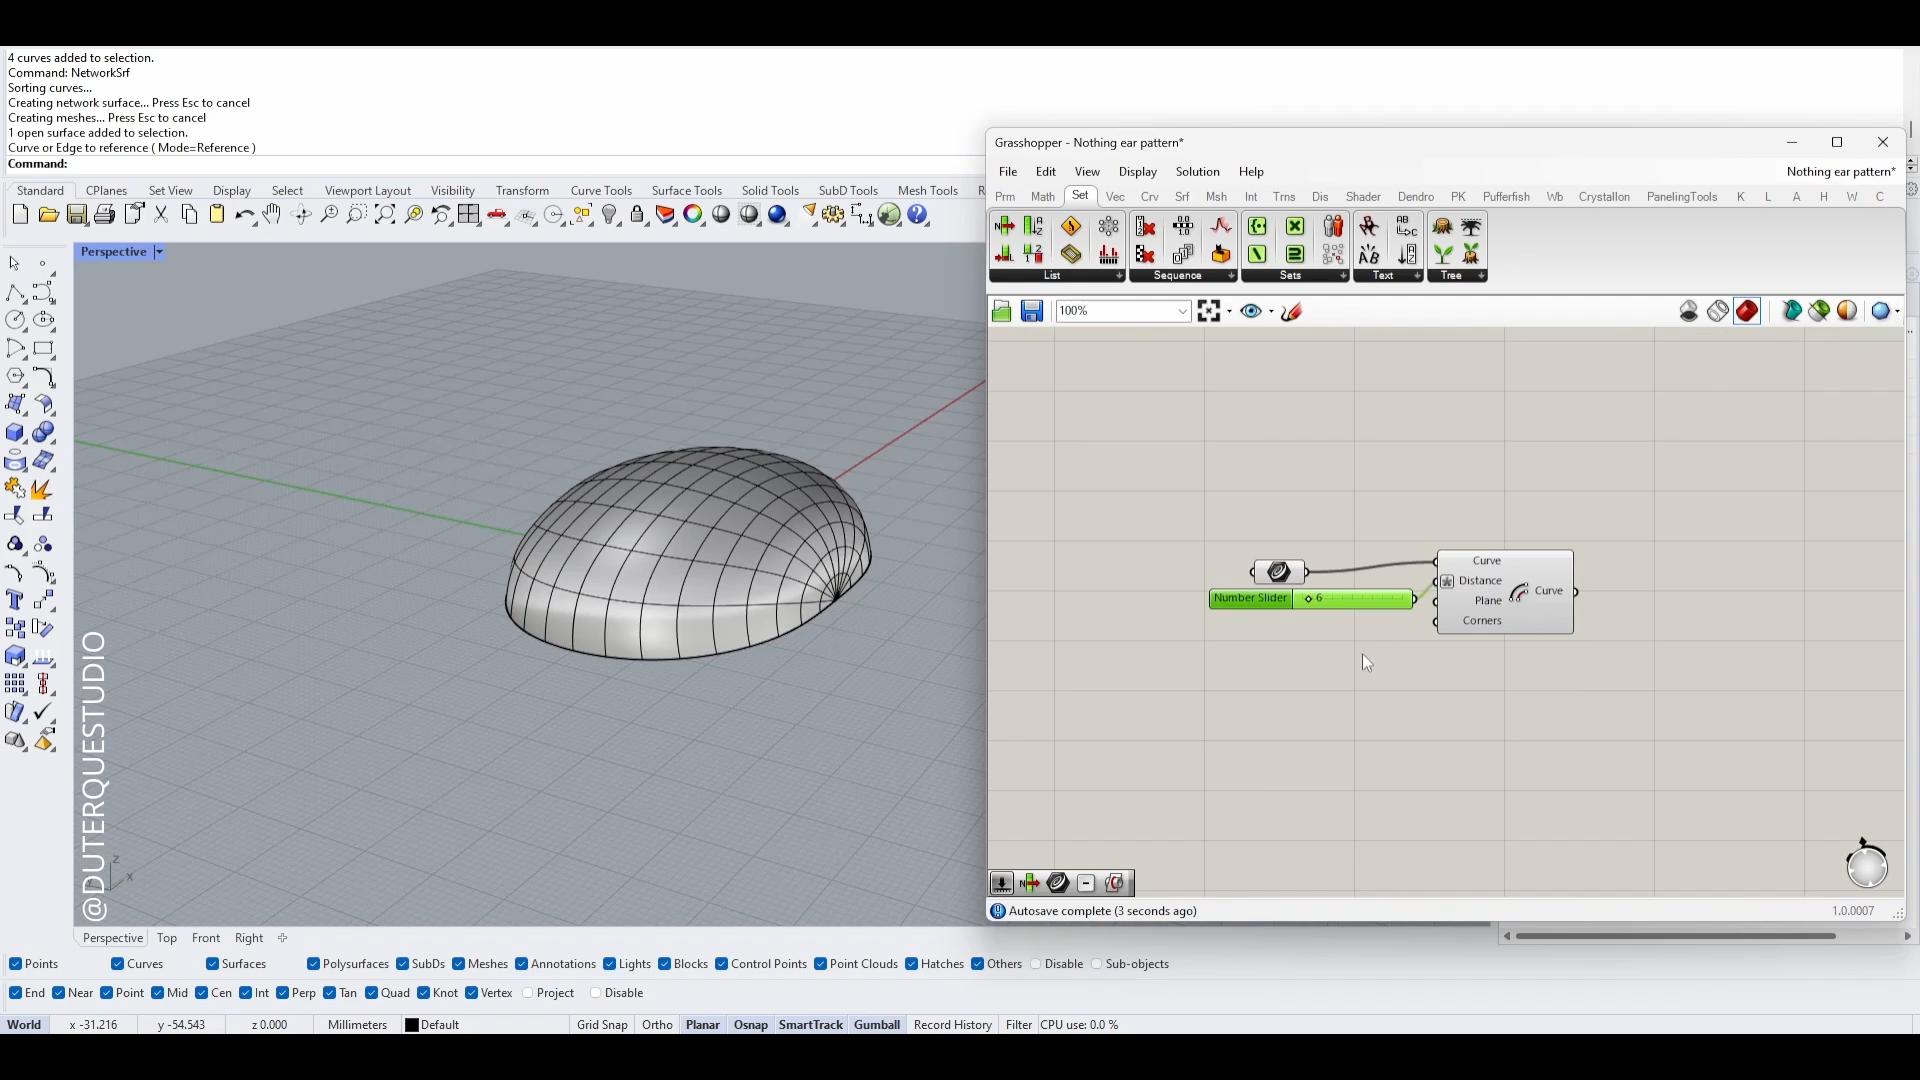 4 curves added to selection.
Command: NetworkSrf
Sorting curves...
Creating network surface... Press Esc to cancel
Creating meshes... Press Esc to cancel
1 open surface added to selection.
Curve or Edge to reference ( Mode=Reference )
Command:
Standard CPlanes Set View Display Select Viewport Layout Visibility Transform Curve Tools Surface Tools Solid Tools SubD Tools Mesh Tools R
Perspective
Grasshopper - Nothing ear pattern*
File Edit View Display Solution Help Nothing ear pattern*
Prm Math Set Vec Crv Srf Msh Int Trns Dis Shader Dendro PK Pufferfish Wb Crystallon PanelingTools K L A H W C
List Sequence Sets Text Tree
100%
Curve
Distance
Plane
Corners
Curve
Number Slider 6
@DUTERQUESTUDIO
z
x
Autosave complete (3 seconds ago) 1.0.0007
Perspective Top Front Right
Points Curves Surfaces Polysurfaces SubDs Meshes Annotations Lights Blocks Control Points Point Clouds Hatches Others Disable Sub-objects
End Near Point Mid Cen Int Perp Tan Quad Knot Vertex Project Disable
World x -31.216 y -54.543 z 0.000 Millimeters Default Grid Snap Ortho Planar Osnap SmartTrack Gumball Record History Filter CPU use: 0.0 %